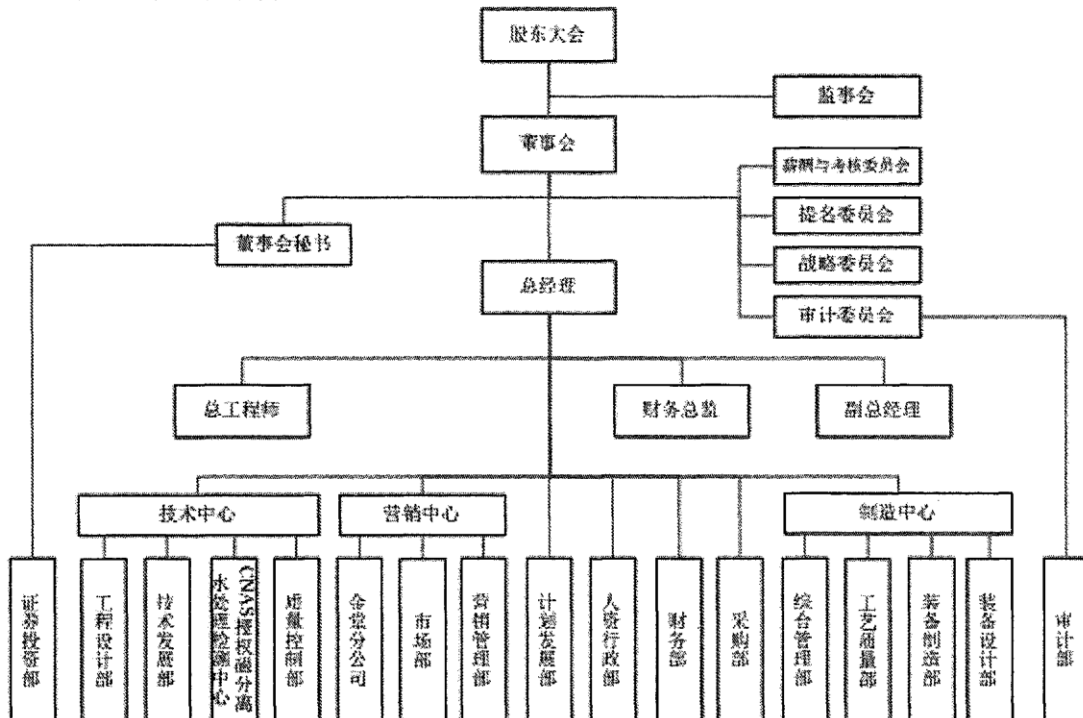 股东大会
监事会
董事会
薪酬与考核委员会
提名委员会
董事会秘书
战略委员会
总经理
审计委员会
总工程师
财务总监
副总经理
技术中心
营销中心
制造中心
证券投资部
工程设计部
技术发展部
CNAS授权磁分离
水处理检测中心
质量控制部
金堂分公司
市场部
营销管理部
计划发展部
人资行政部
财务部
采购部
综合管理部
工艺质量部
装备制造部
装备设计部
审计部